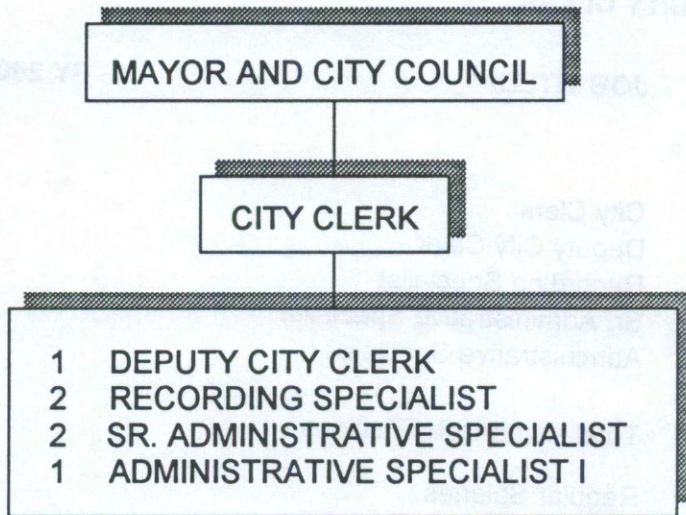 MAYOR AND CITY COUNCIL
CITY CLERK
1 DEPUTY CITY CLERK
2 RECORDING SPECIALIST
2 SR. ADMINISTRATIVE SPECIALIST
1 ADMINISTRATIVE SPECIALIST I